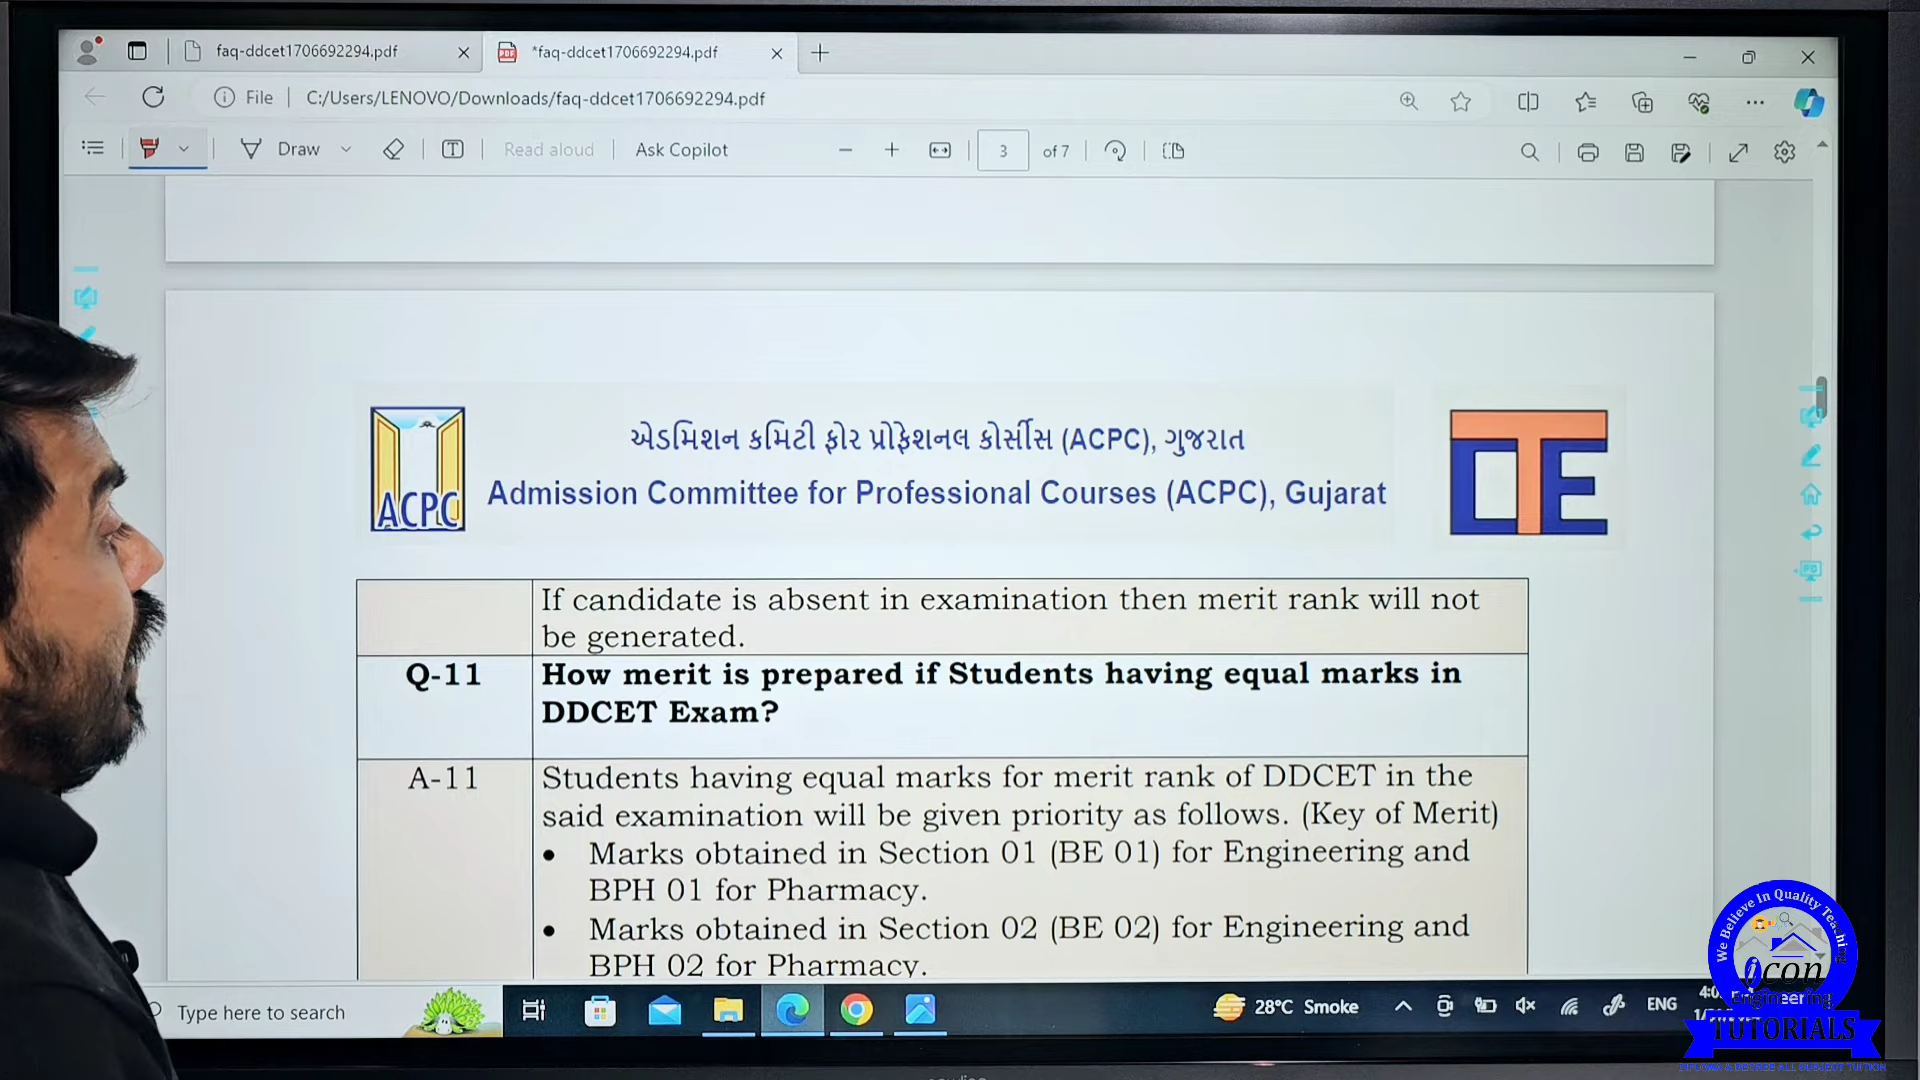 faq-ddcet1706692294.pdf
*faq-ddcet1706692294.pdf
File
C:/Users/LENOVO/Downloads/faq-ddcet1706692294.pdf
Draw
Read aloud
Ask Copilot
3
of 7
ACPC
એડમિશન કમિટી ફોર પ્રોફેશનલ કોર્સીસ (ACPC), ગુજરાત
Admission Committee for Professional Courses (ACPC), Gujarat
DTE
If candidate is absent in examination then merit rank will not
be generated.
Q-11
How merit is prepared if Students having equal marks in
DDCET Exam?
A-11
Students having equal marks for merit rank of DDCET in the
said examination will be given priority as follows. (Key of Merit)
• Marks obtained in Section 01 (BE 01) for Engineering and
BPH 01 for Pharmacy.
• Marks obtained in Section 02 (BE 02) for Engineering and
BPH 02 for Pharmacy.
Type here to search
28°C Smoke
ENG
We Believe In Quality
icon
Engineering
TUTORIALS
DIPLOMA & DEGREE ALL SUBJECT TUITION